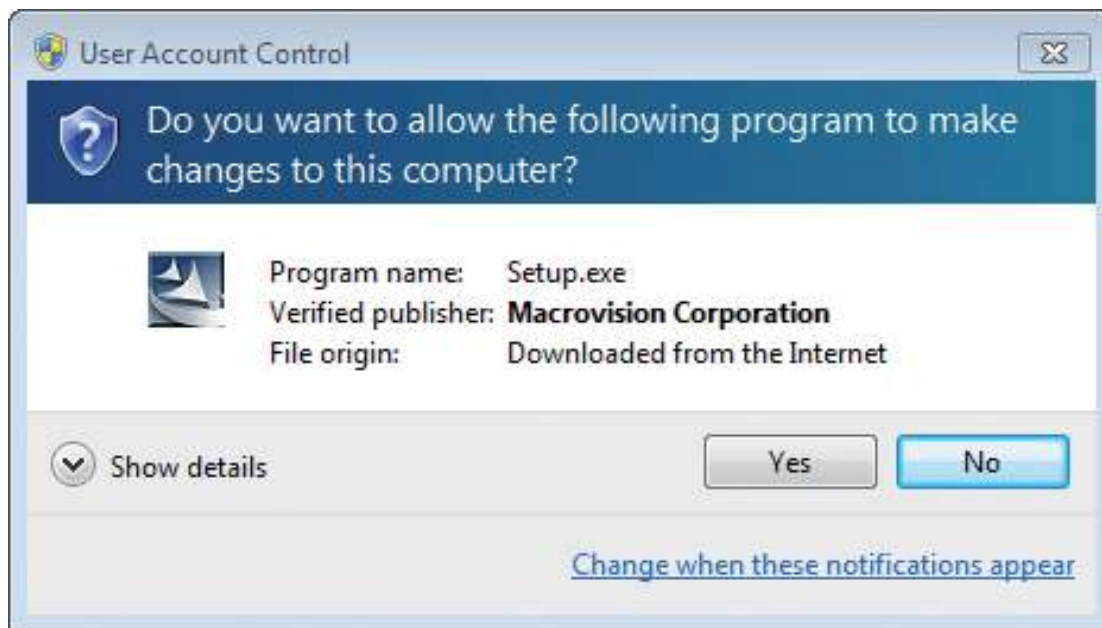 User Account Control
Do you want to allow the following program to make
changes to this computer?
Program name: Setup.exe
Verified publisher: Macrovision Corporation
File origin: Downloaded from the Internet
Show details
Yes
No
Change when these notifications appear